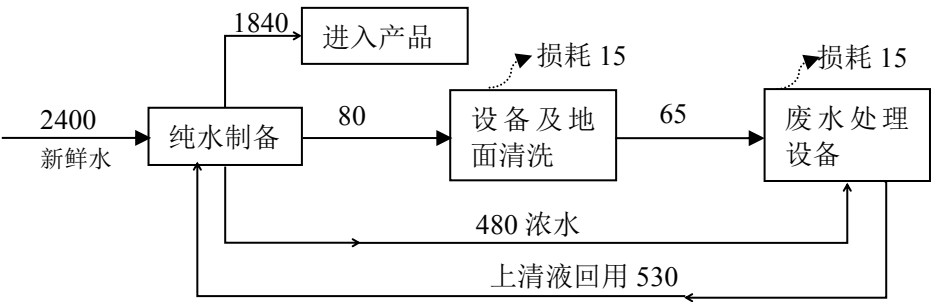 1840
进入产品
损耗 15
损耗 15
2400
新鲜水
纯水制备
80
设备及地
面清洗
65
废水处理
设备
480 浓水
上清液回用 530